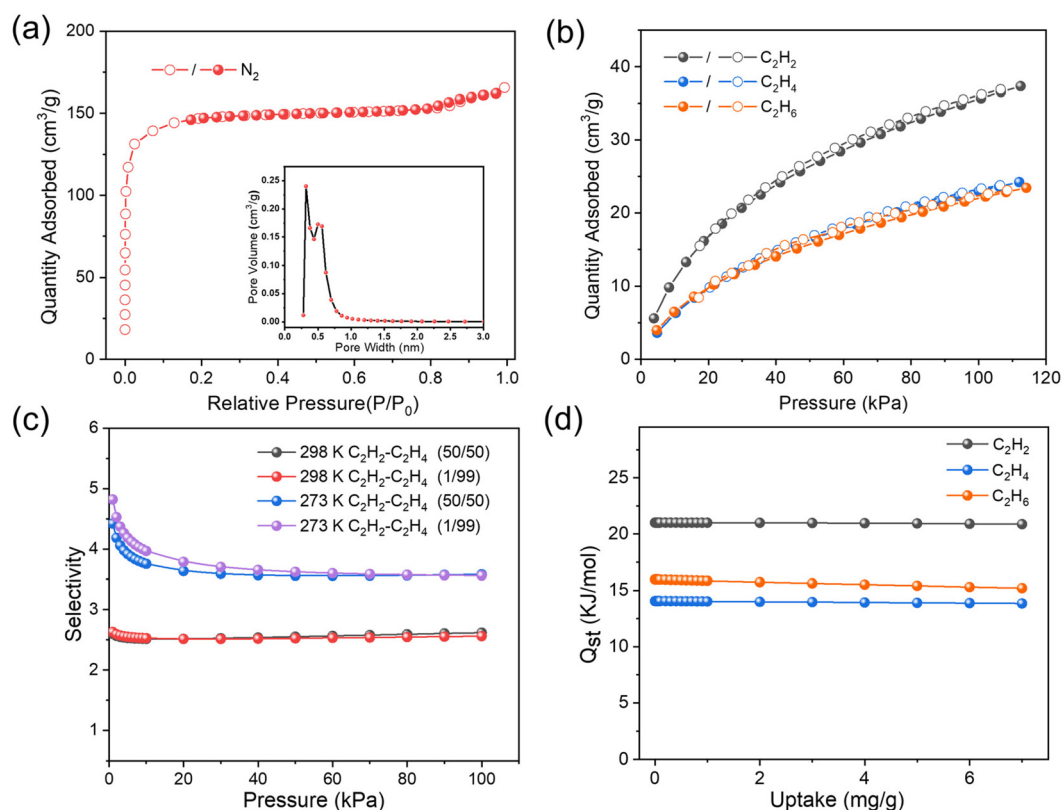 (a)
200
150
100
50
0
Quantity Adsorbed (cm³/g)
/ N₂
0.25
0.20
0.15
0.10
0.05
0.00
Pore Volume (cm³/g)
0.0 0.5 1.0 1.5 2.0 2.5 3.0
Pore Width (nm)
0.0 0.2 0.4 0.6 0.8 1.0
Relative Pressure(P/P₀)
(b)
40
30
20
10
0
Quantity Adsorbed (cm³/g)
/ C₂H₂
/ C₂H₄
/ C₂H₆
0 20 40 60 80 100 120
Pressure (kPa)
(c)
6
5
4
3
2
1
Selectivity
298 K C₂H₂-C₂H₄ (50/50)
298 K C₂H₂-C₂H₄ (1/99)
273 K C₂H₂-C₂H₄ (50/50)
273 K C₂H₂-C₂H₄ (1/99)
0 20 40 60 80 100
Pressure (kPa)
(d)
25
20
15
10
5
0
Qst (KJ/mol)
C₂H₂
C₂H₄
C₂H₆
0 2 4 6
Uptake (mg/g)